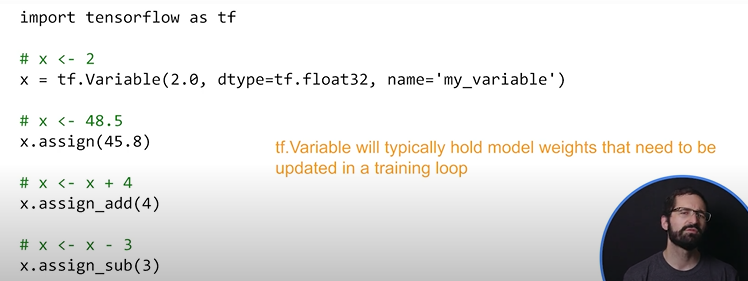 import tensorflow as tf
# x <- 2
x = tf.Variable(2.0, dtype=tf.float32, name='my_variable')
# x <- 48.5
x.assign(45.8)
tf.Variable will typically hold model weights that need to be
updated in a training loop
# x <- x + 4
x.assign_add(4)
# x <- x - 3
x.assign_sub(3)